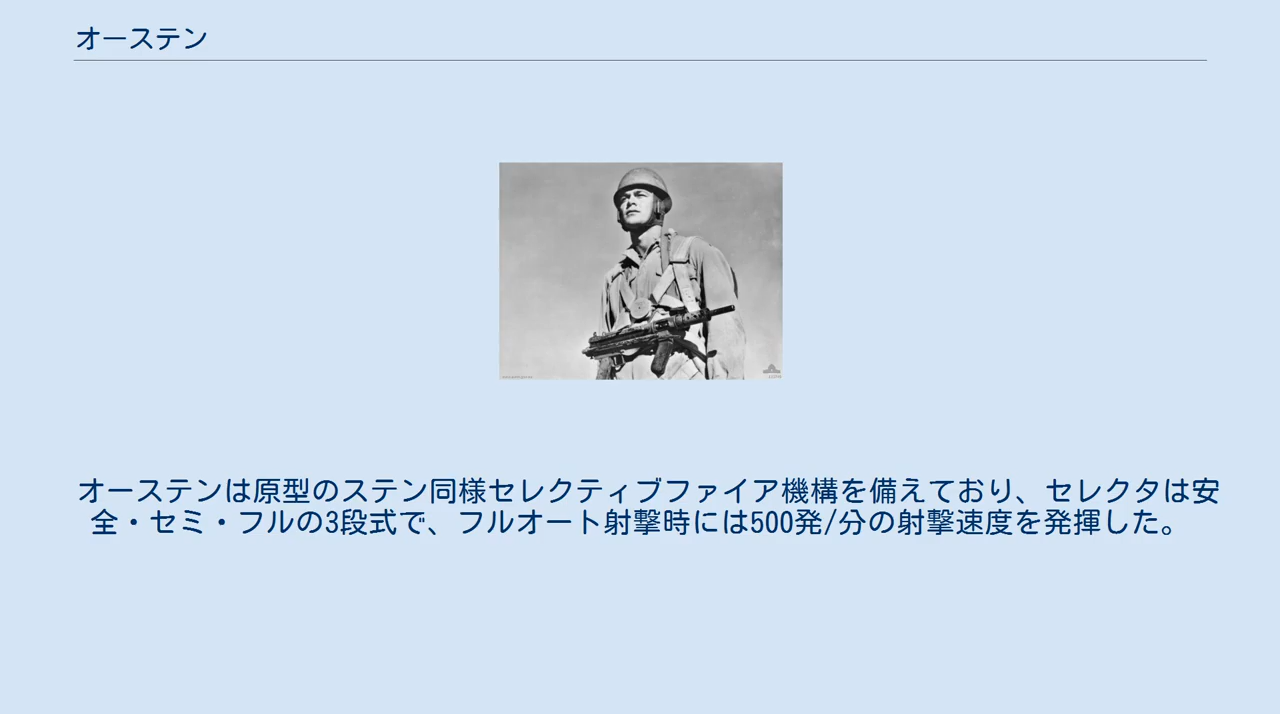 オーステン
オーステンは原型のステン同様セレクティブファイア機構を備えており、セレクタは安
全・セミ・フルの3段式で、フルオート射撃時には500発/分の射撃速度を発揮した。